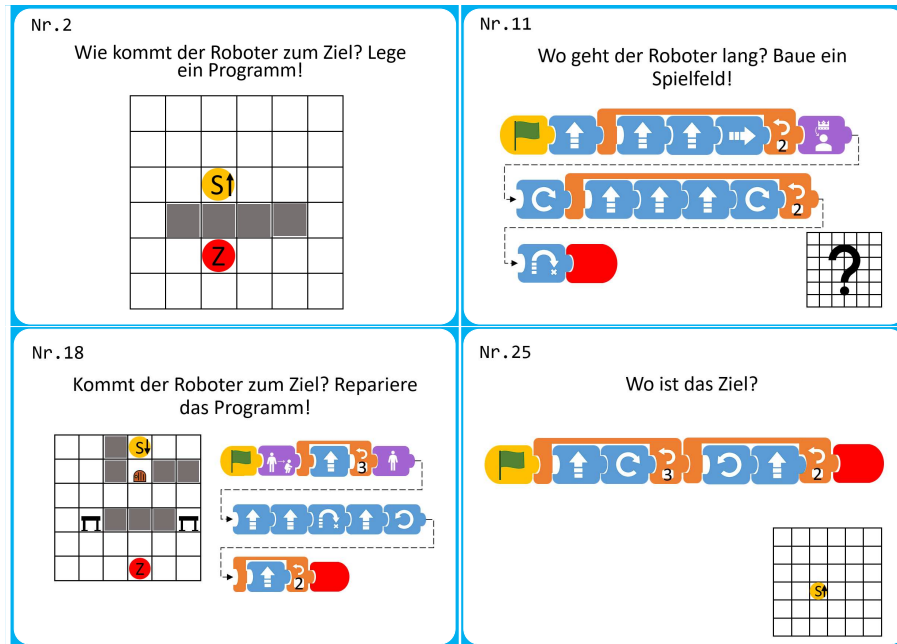 Nr.2
Wie kommt der Roboter zum Ziel? Lege
ein Programm!
S
Z
Nr.11
Wo geht der Roboter lang? Baue ein
Spielfeld!
2
2
x
?
Nr.18
Kommt der Roboter zum Ziel? Repariere
das Programm!
S
Z
3
2
Nr.25
Wo ist das Ziel?
3
2
S